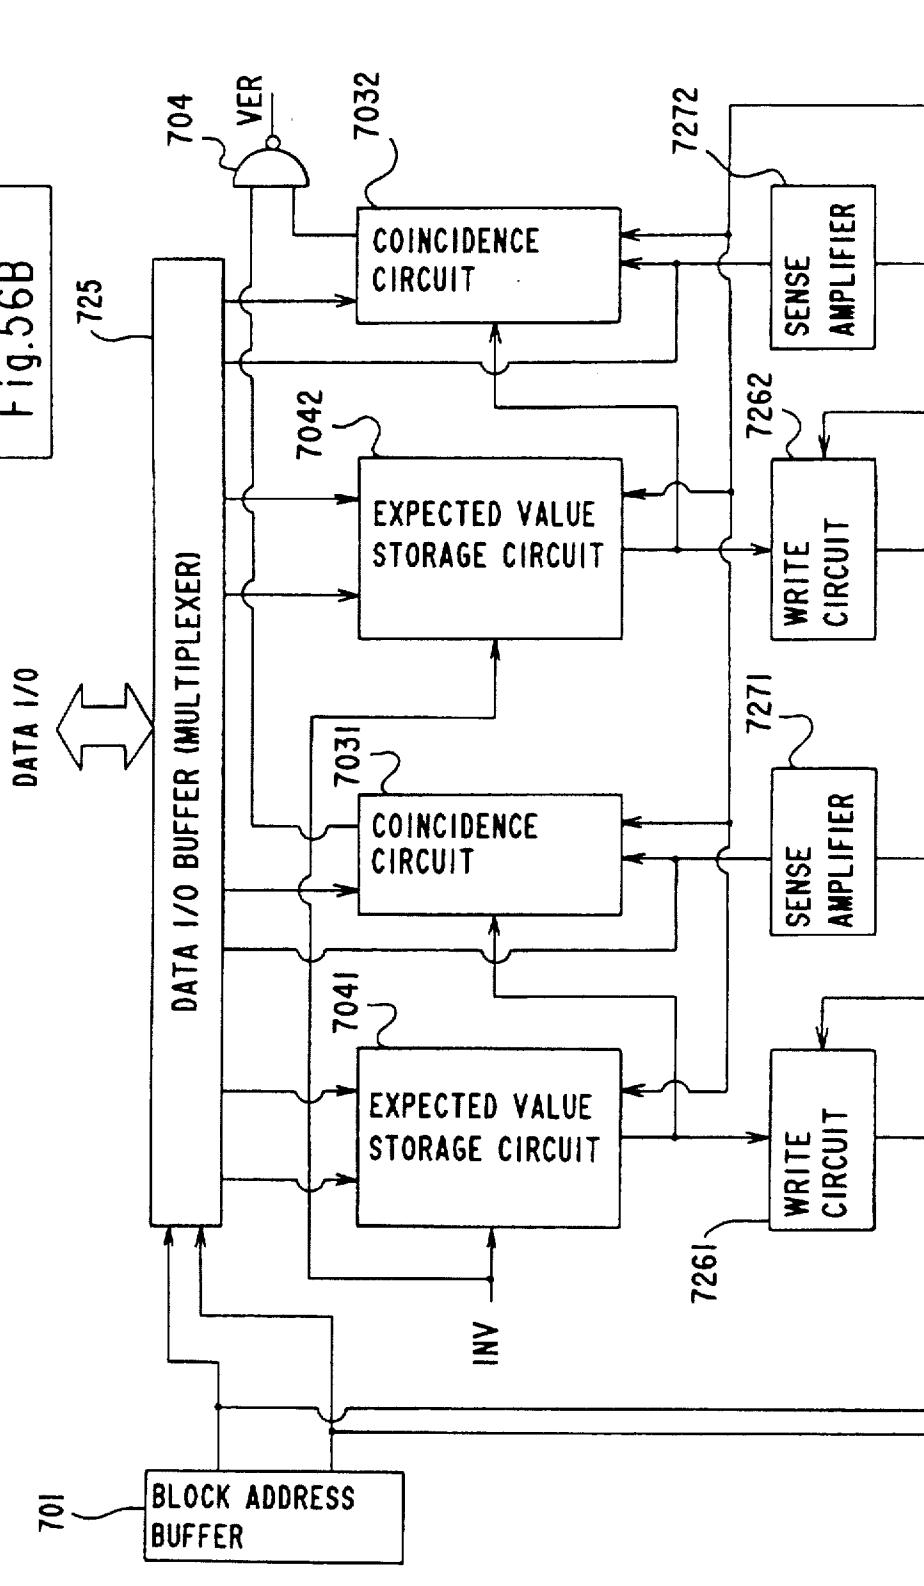 Fig.56B
DATA I/O
725
DATA I/O BUFFER (MULTIPLEXER)
704
VER
701
BLOCK ADDRESS
BUFFER
INV
7041
EXPECTED VALUE
STORAGE CIRCUIT
7031
COINCIDENCE
CIRCUIT
7042
EXPECTED VALUE
STORAGE CIRCUIT
7032
COINCIDENCE
CIRCUIT
7261
WRITE
CIRCUIT
7271
SENSE
AMPLIFIER
7262
WRITE
CIRCUIT
7272
SENSE
AMPLIFIER